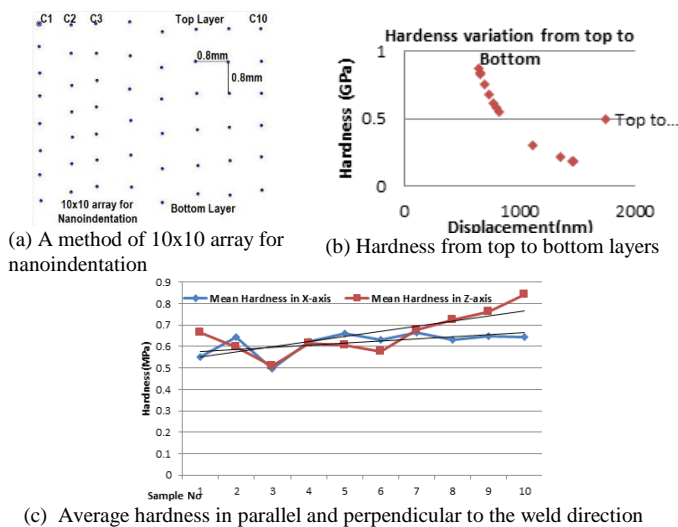 C1 C2 C3 Top Layer C10
0.8mm
0.8mm
10x10 array for
Nanoindentation
Bottom Layer
(a) A method of 10x10 array for
nanoindentation
Hardenss variation from top to
Bottom
Hardness (GPa)
1
0.5
0
Top to...
0 1000 2000
Displacement(nm)
(b) Hardness from top to bottom layers
0.9
0.8
0.7
0.6
0.5
0.4
0.3
0.2
0.1
0
Hardness(MPa)
Mean Hardness in X-axis
Mean Hardness in Z-axis
Sample No
1 2 3 4 5 6 7 8 9 10
(c) Average hardness in parallel and perpendicular to the weld direction